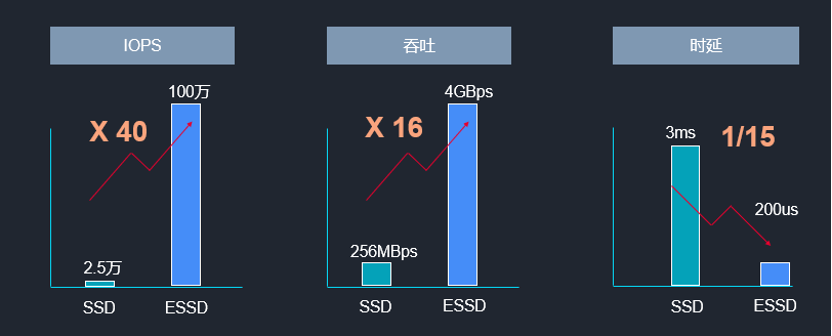 IOPS
100万
X 40
2.5万
SSD
ESSD
吞吐
4GBps
X 16
256MBps
SSD
ESSD
时延
3ms
1/15
200us
SSD
ESSD